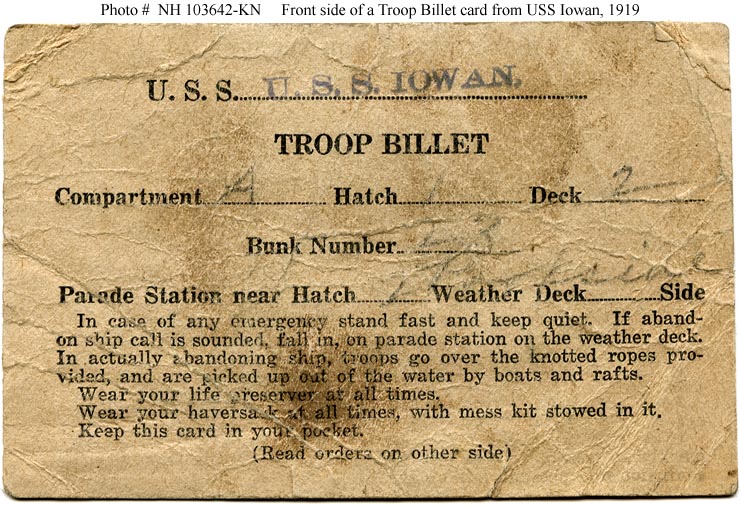 Photo # NH 103642-KN Front side of a Troop Billet card from USS Iowan, 1919
U. S. S. U. S. S. IOWAN.
TROOP BILLET
Compartment A Hatch 1 Deck 2
Bunk Number
Parade Station near Hatch Weather Deck Side
In case of any emergency stand fast and keep quiet. If aband-
on ship call is sounded, fall in, on parade station on the weather deck.
In actually abandoning ship, troops go over the knotted ropes pro-
vided, and are picked up out of the water by boats and rafts.
Wear your life preserver at all times.
Wear your haversack at all times, with mess kit stowed in it.
Keep this card in your pocket.
(Read orders on other side)